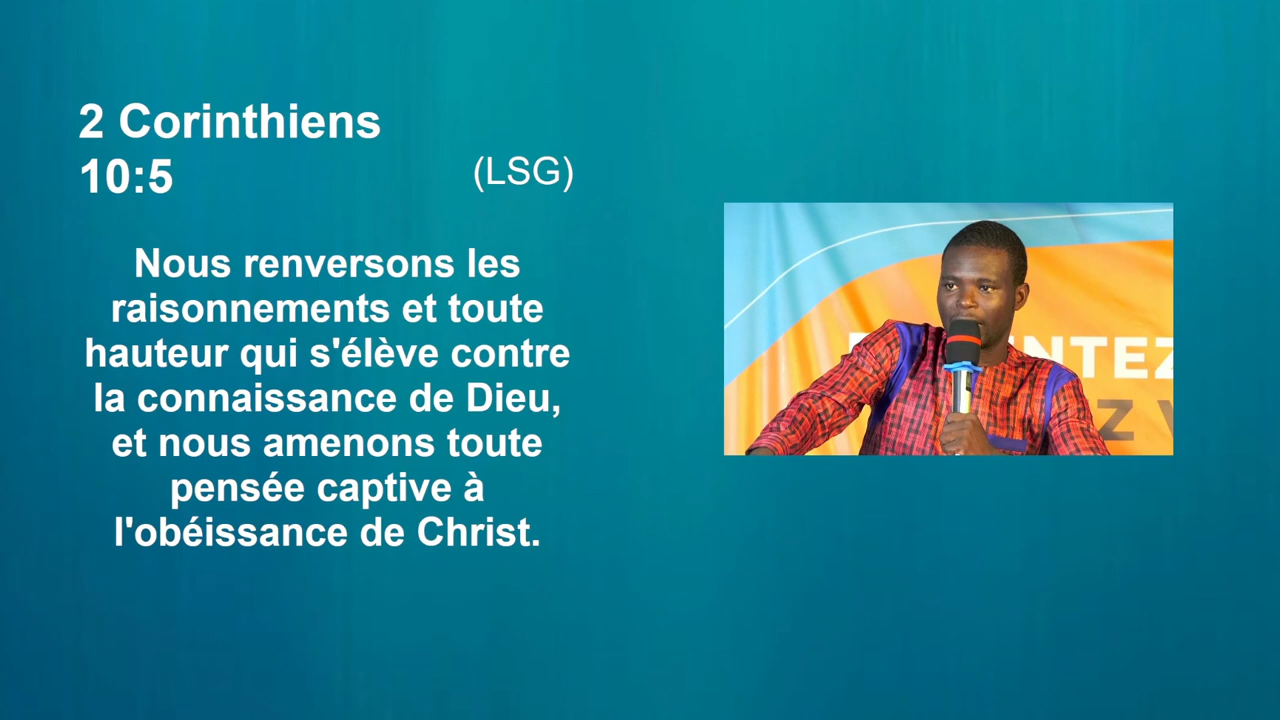 2 Corinthiens
10:5
(LSG)
Nous renversons les
raisonnements et toute
hauteur qui s'élève contre
la connaissance de Dieu,
et nous amenons toute
pensée captive à
l'obéissance de Christ.